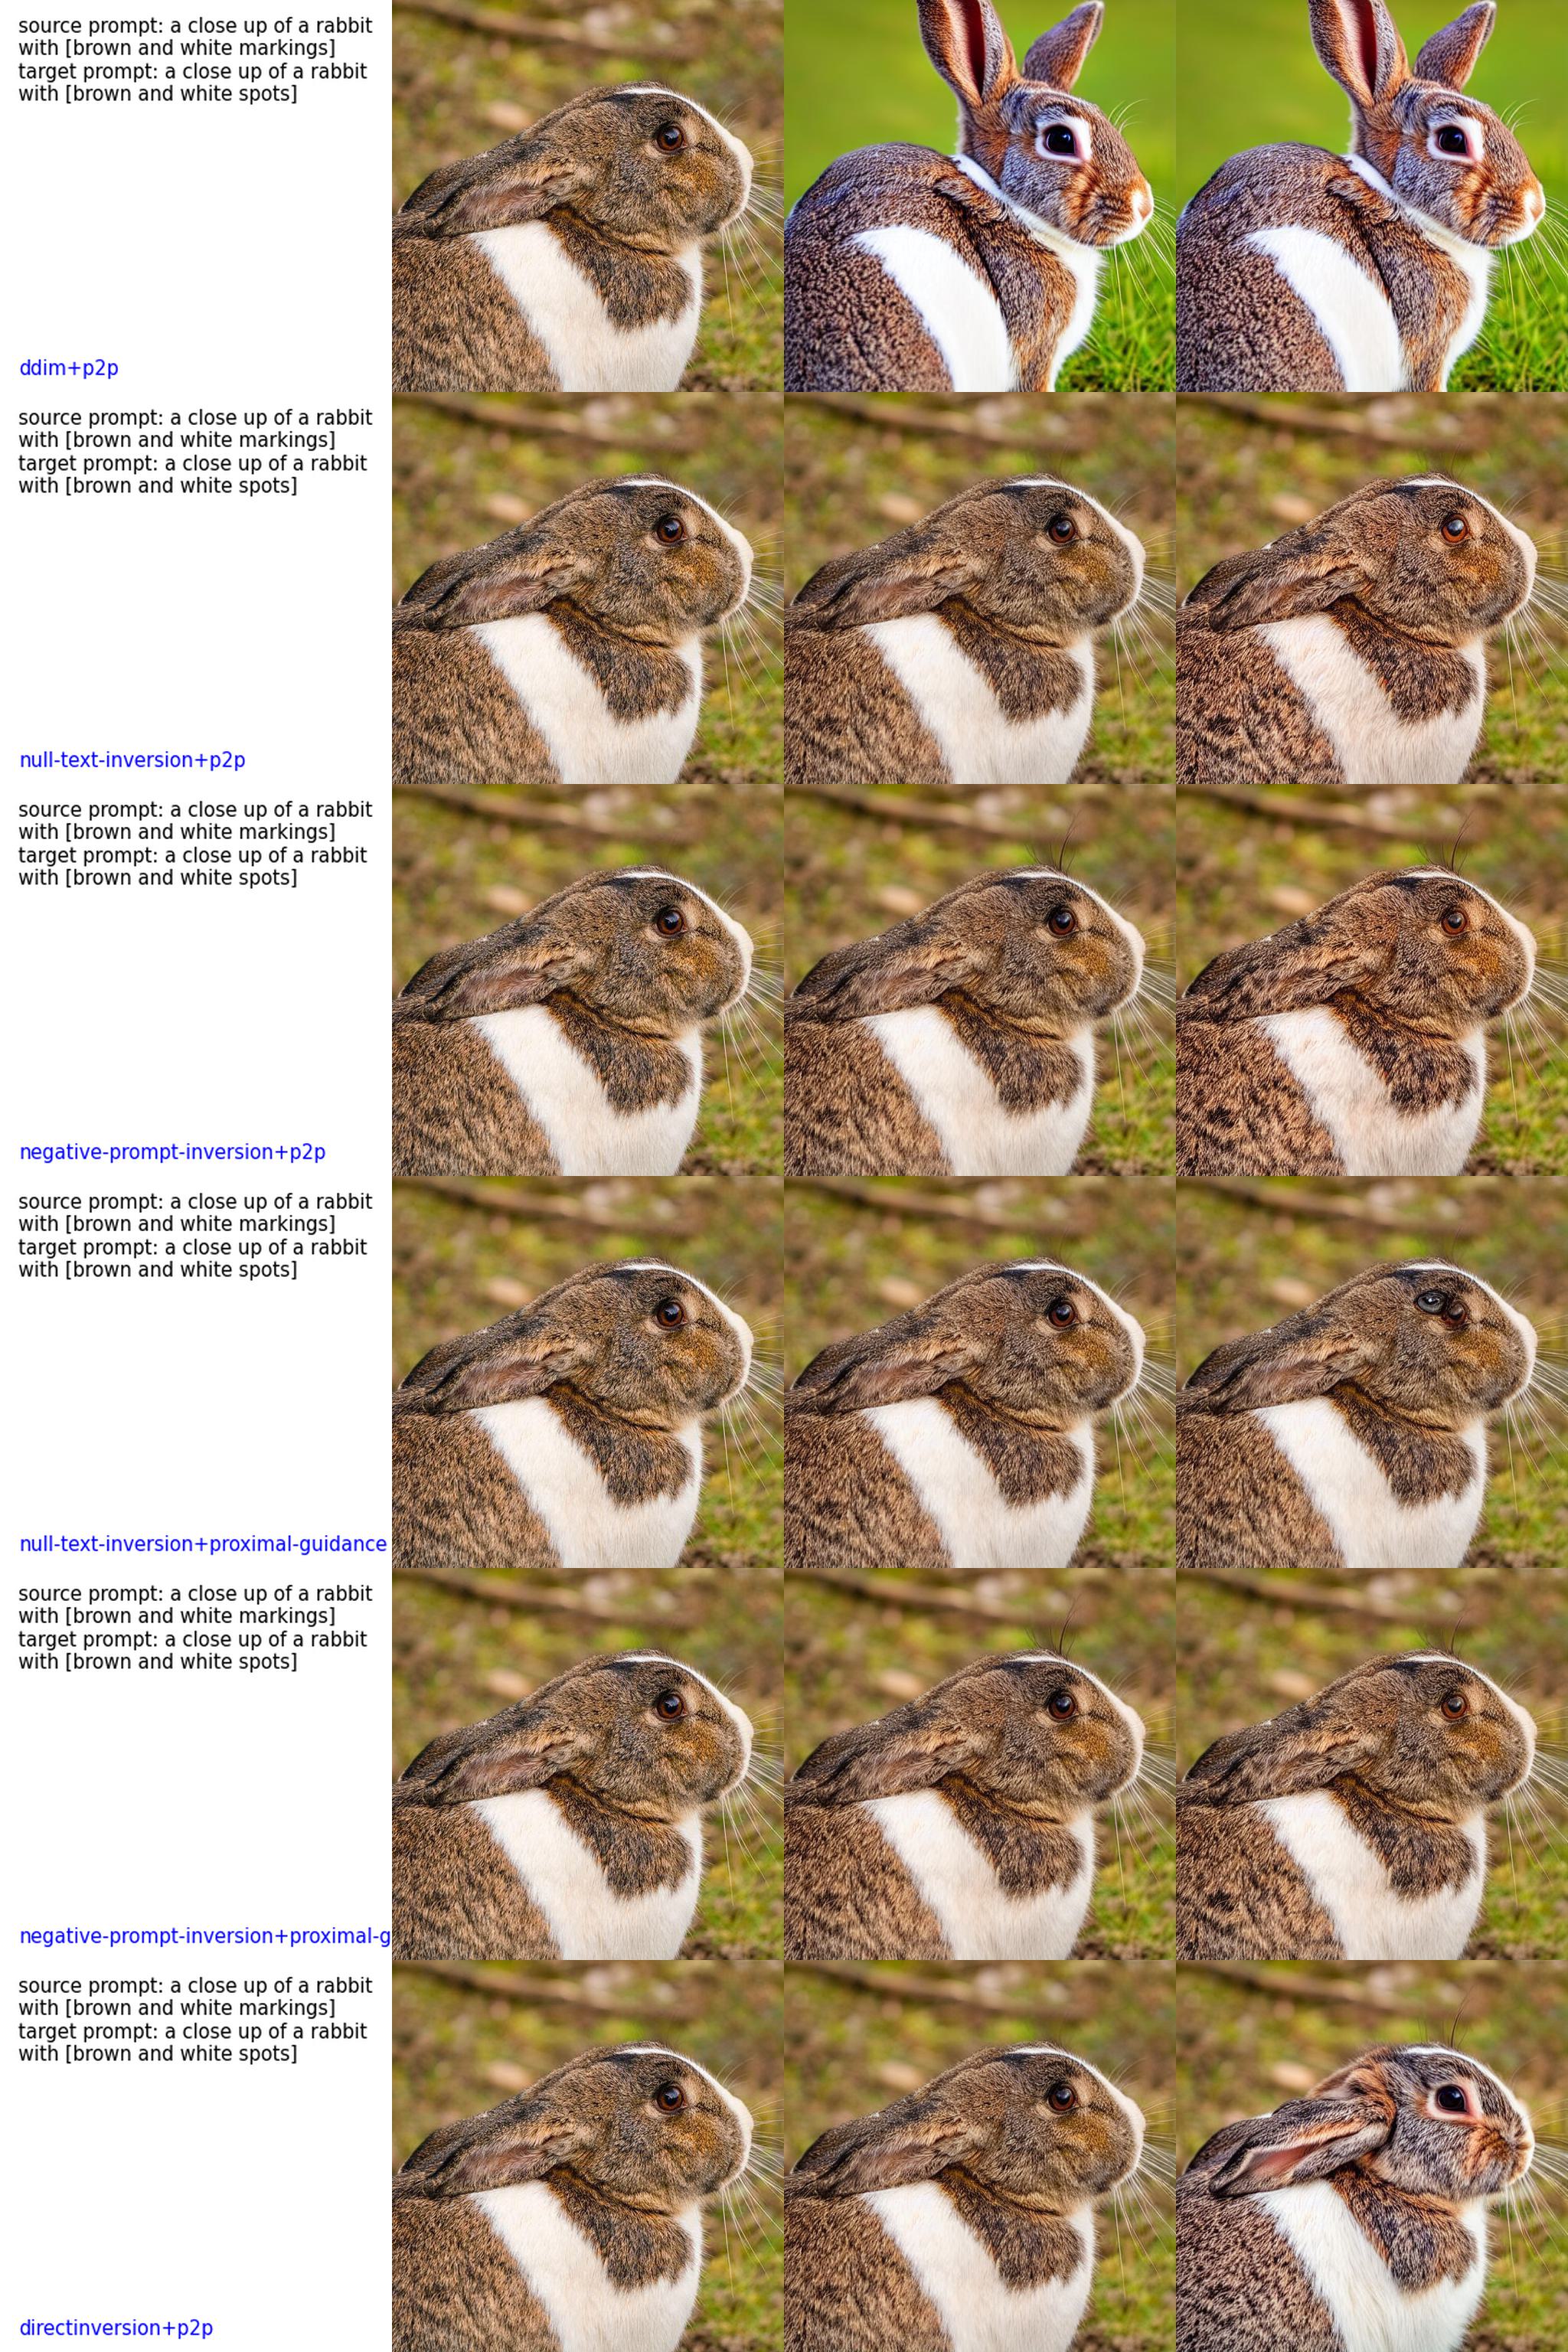 source prompt: a close up of a rabbit
with [brown and white markings]
target prompt: a close up of a rabbit
with [brown and white spots]
ddim+p2p
source prompt: a close up of a rabbit
with [brown and white markings]
target prompt: a close up of a rabbit
with [brown and white spots]
null-text-inversion+p2p
source prompt: a close up of a rabbit
with [brown and white markings]
target prompt: a close up of a rabbit
with [brown and white spots]
negative-prompt-inversion+p2p
source prompt: a close up of a rabbit
with [brown and white markings]
target prompt: a close up of a rabbit
with [brown and white spots]
null-text-inversion+proximal-guidance
source prompt: a close up of a rabbit
with [brown and white markings]
target prompt: a close up of a rabbit
with [brown and white spots]
negative-prompt-inversion+proximal-g
source prompt: a close up of a rabbit
with [brown and white markings]
target prompt: a close up of a rabbit
with [brown and white spots]
directinversion+p2p